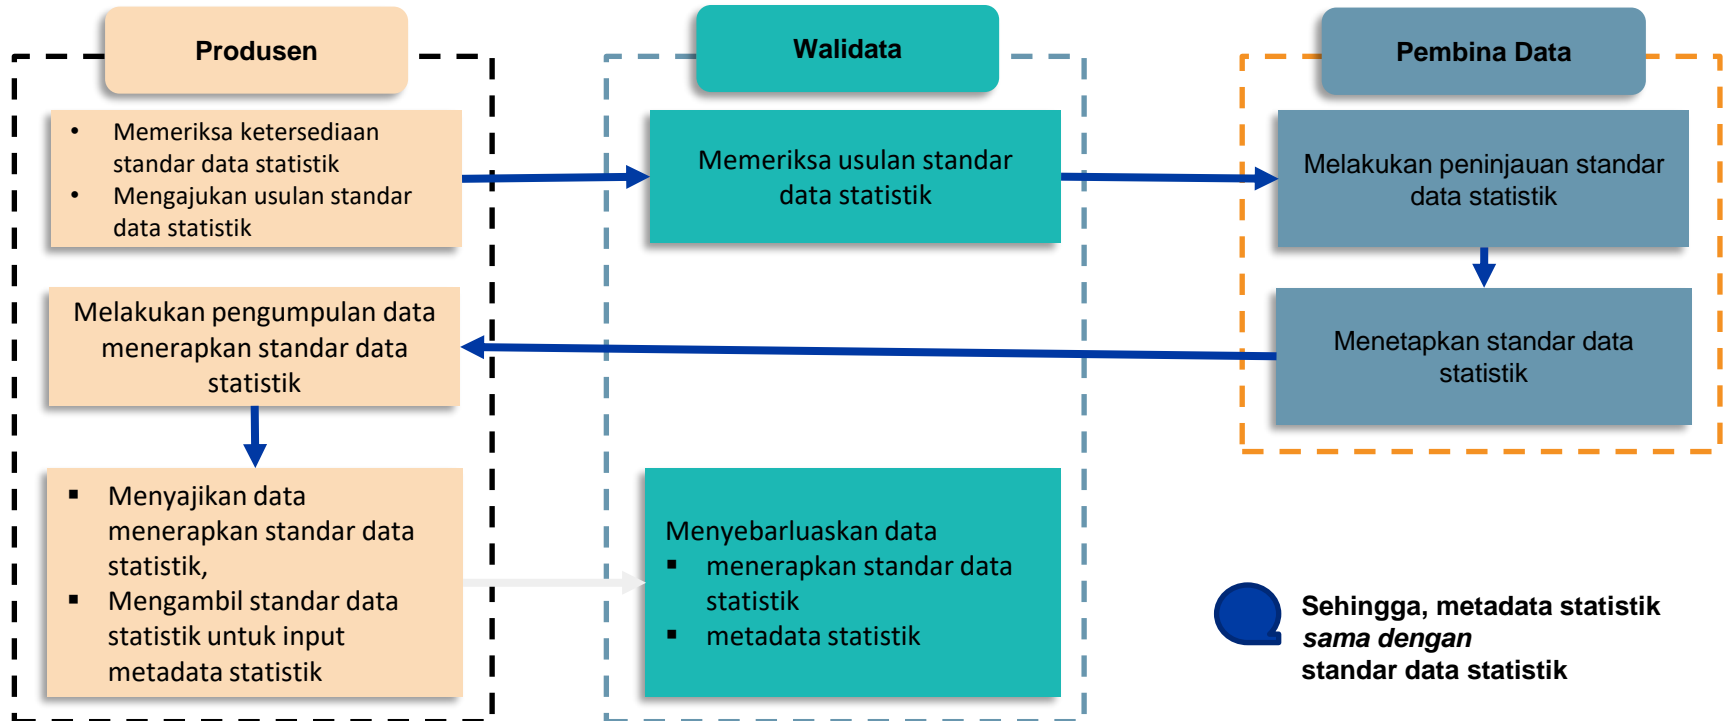 Produsen
Walidata
Pembina Data
• Memeriksa ketersediaan
standar data statistik
• Mengajukan usulan standar
data statistik
Memeriksa usulan standar
data statistik
Melakukan peninjauan standar
data statistik
Melakukan pengumpulan data
menerapkan standar data
statistik
Menetapkan standar data
statistik
▪ Menyajikan data
menerapkan standar data
statistik,
▪ Mengambil standar data
statistik untuk input
metadata statistik
Menyebarluaskan data
▪ menerapkan standar data
statistik
▪ metadata statistik
Sehingga, metadata statistik
sama dengan
standar data statistik